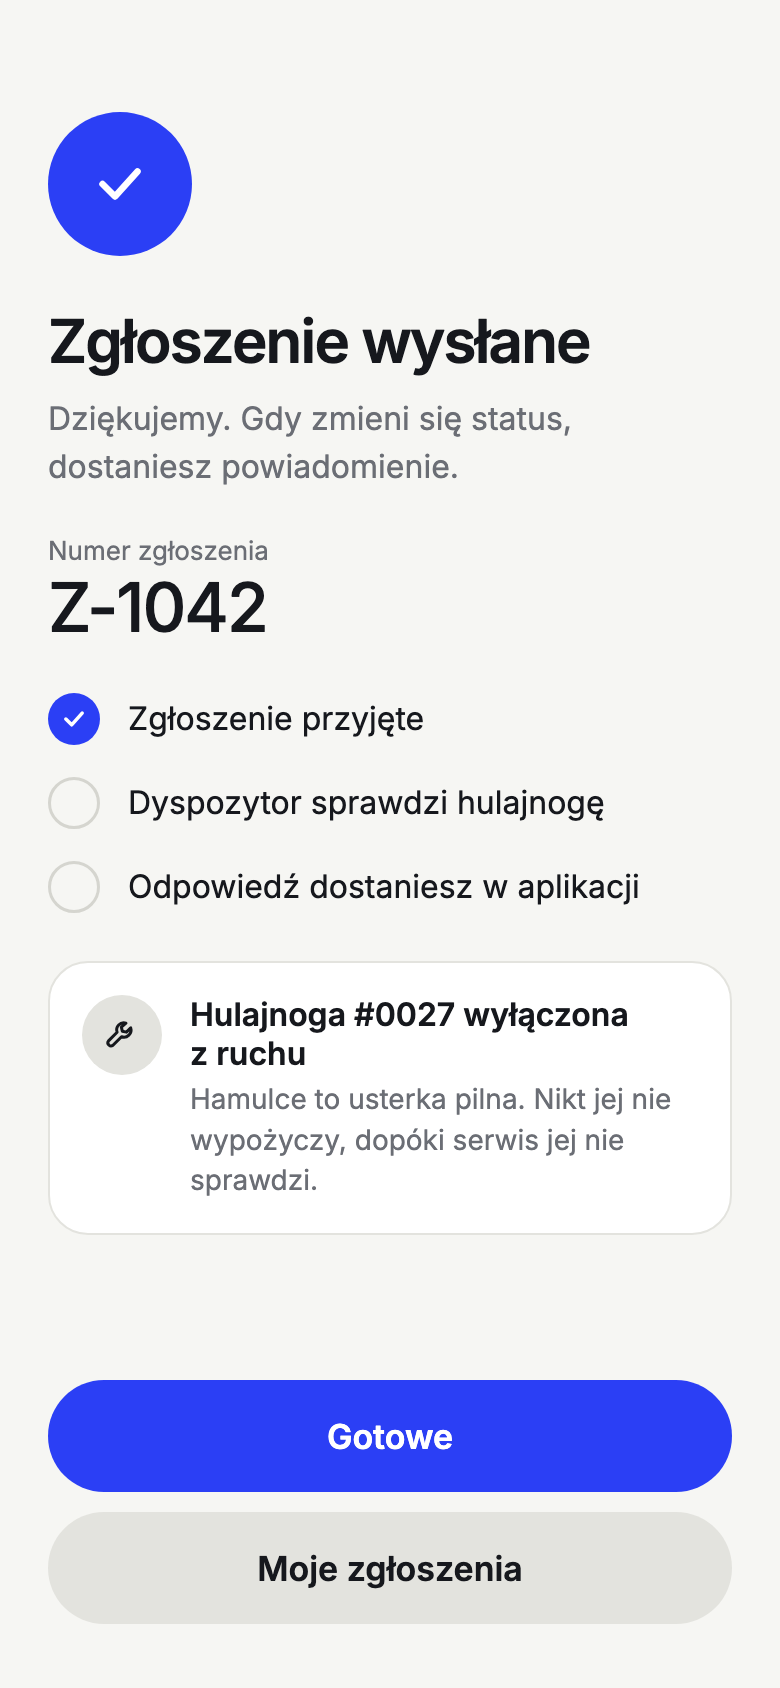 Zgłoszenie wysłane
Dziękujemy. Gdy zmieni się status,
dostaniesz powiadomienie.
Numer zgłoszenia
Z-1042
Zgłoszenie przyjęte
Dyspozytor sprawdzi hulajnogę
Odpowiedź dostaniesz w aplikacji
Hulajnoga #0027 wyłączona
z ruchu
Hamulce to usterka pilna. Nikt jej nie
wypożyczy, dopóki serwis jej nie
sprawdzi.
Gotowe
Moje zgłoszenia